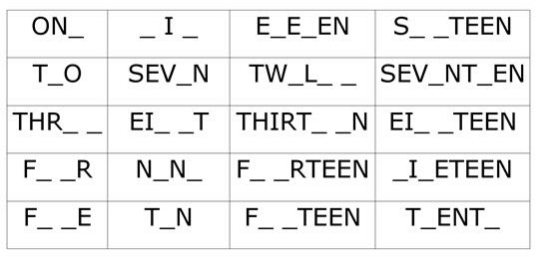 ON_ _ I _ E_E_EN S_ _TEEN
T_O SEV_N TW_L_ _ SEV_NT_EN
THR_ _ EI_ _T THIRT_ _N EI_ _TEEN
F_ _R N_N_ F_ _RTEEN _I_ETEEN
F_ _E T_N F_ _TEEN T_ENT_